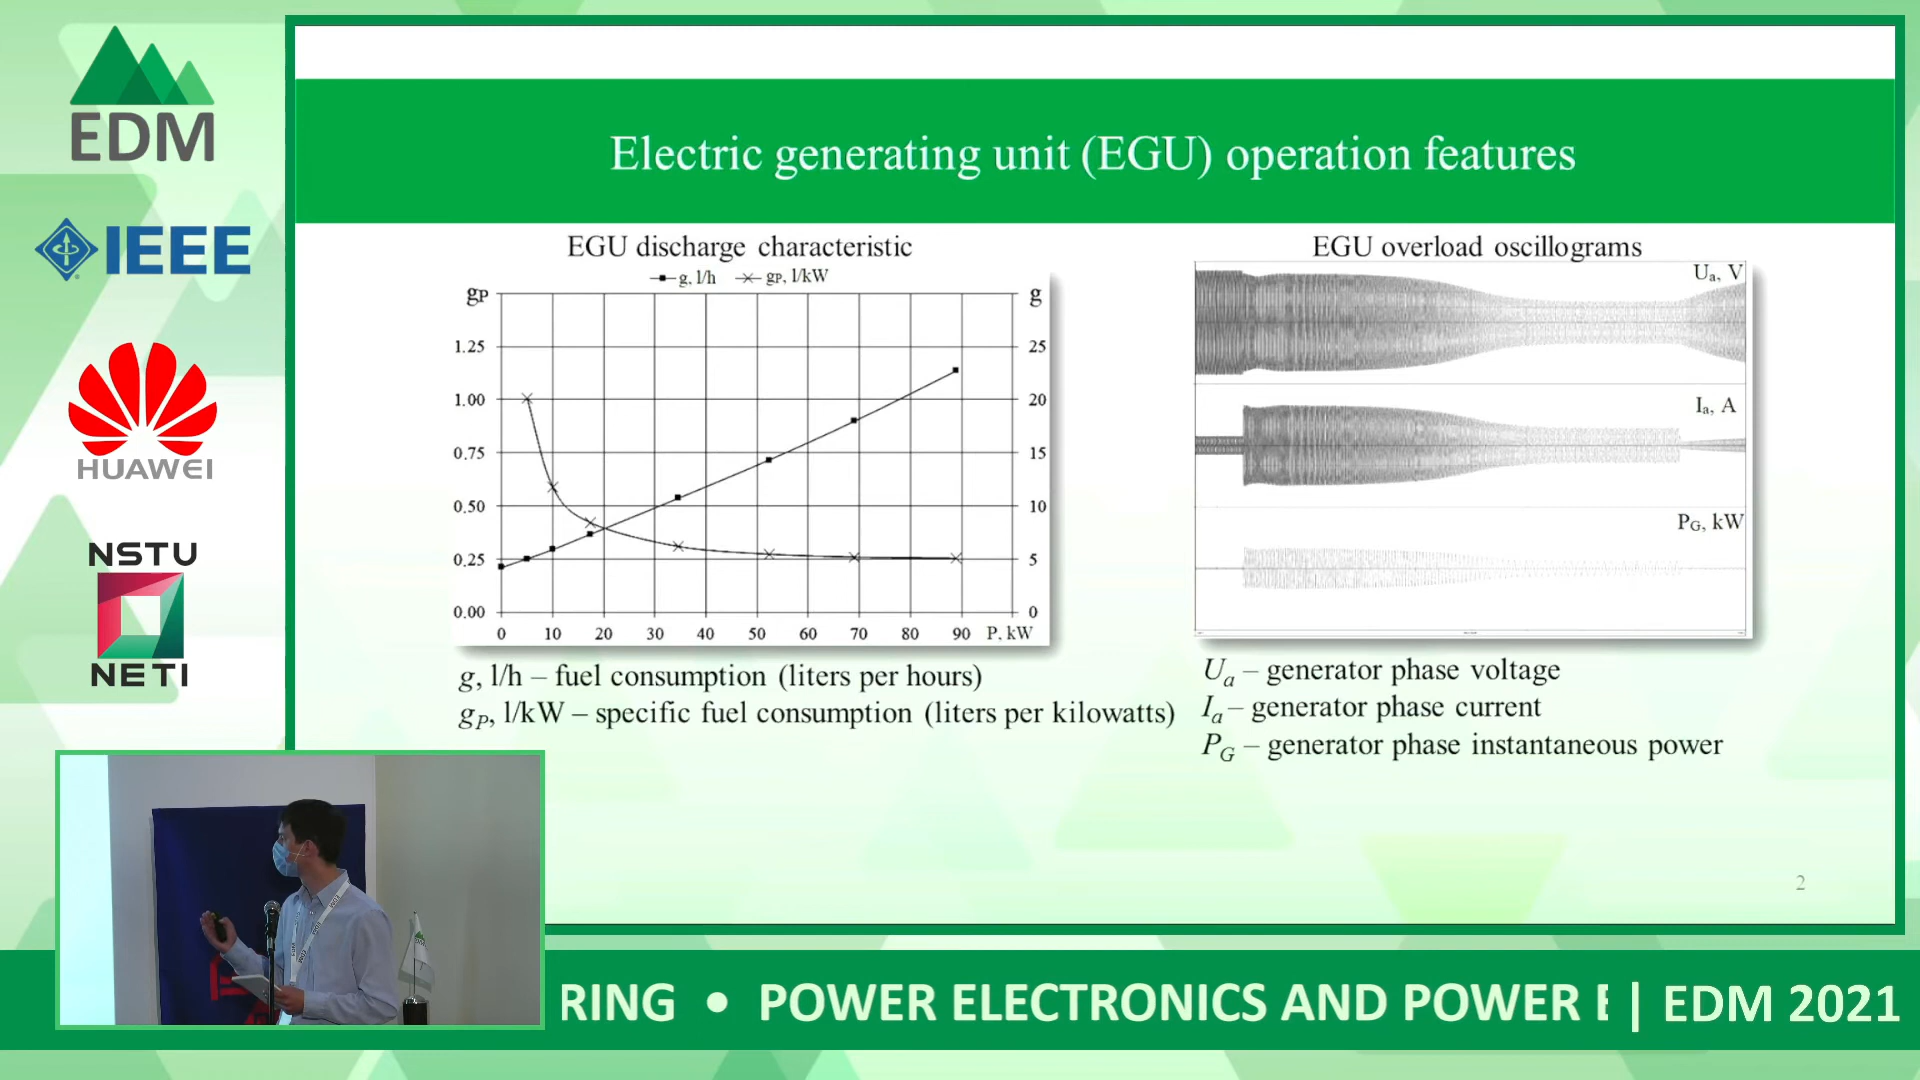 EDM
IEEE
HUAWEI
NSTU
NETI
Electric generating unit (EGU) operation features
EGU discharge characteristic
g, l/h
gP, l/kW
gP
g
1.25
1.00
0.75
0.50
0.25
0.00
25
20
15
10
5
0
0 10 20 30 40 50 60 70 80 90 P, kW
g, l/h – fuel consumption (liters per hours)
gP, l/kW – specific fuel consumption (liters per kilowatts)
EGU overload oscillograms
Ua, V
Ia, A
PG, kW
Ua – generator phase voltage
Ia – generator phase current
PG – generator phase instantaneous power
2
RING • POWER ELECTRONICS AND POWER E | EDM 2021